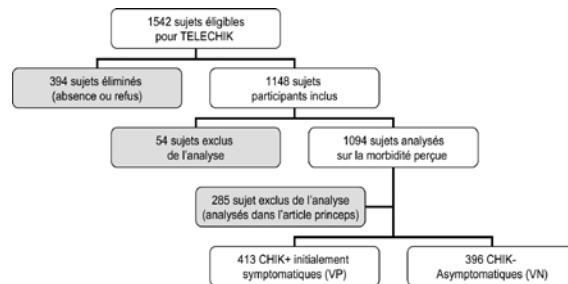 1542 sujets éligibles
pour TELECHIK
394 sujets éliminés
(absence ou refus)
1148 sujets
participants inclus
54 sujets exclus
de l'analyse
1094 sujets analysés
sur la morbidité perçue
285 sujet exclus de l'analyse
(analysés dans l'article princeps)
413 CHIK+ initialement
symptomatiques (VP)
396 CHIK-
Asymptomatiques (VN)